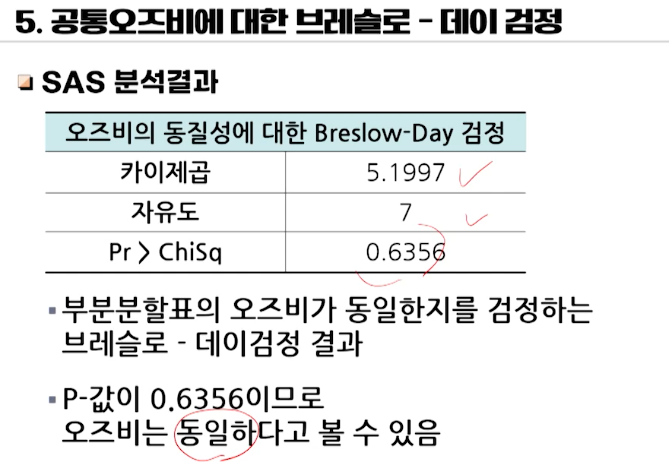 5. 공통오즈비에 대한 브레슬로 - 데이 검정
SAS 분석결과
오즈비의 동질성에 대한 Breslow-Day 검정
카이제곱 5.1997
자유도 7
Pr > ChiSq 0.6356
부분분할표의 오즈비가 동일한지를 검정하는
브레슬로 - 데이검정 결과
P-값이 0.6356이므로
오즈비는 동일하다고 볼 수 있음